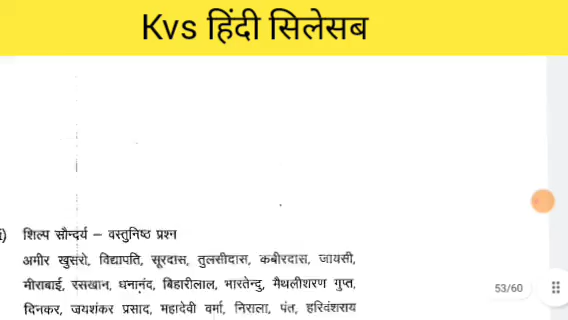 Kvs हिंदी सिलेसब
i) शिल्प सौन्दर्य – वस्तुनिष्ठ प्रश्न
अमीर खुसरो, विद्यापति, सूरदास, तुलसीदास, कबीरदास, जायसी,
मीराबाई, रसखान, घनानंद, बिहारीलाल, भारतेन्दु, मैथलीशरण गुप्त,
53/60
दिनकर, जयशंकर प्रसाद, महादेवी वर्मा, निराला, पंत, हरिवंशराय